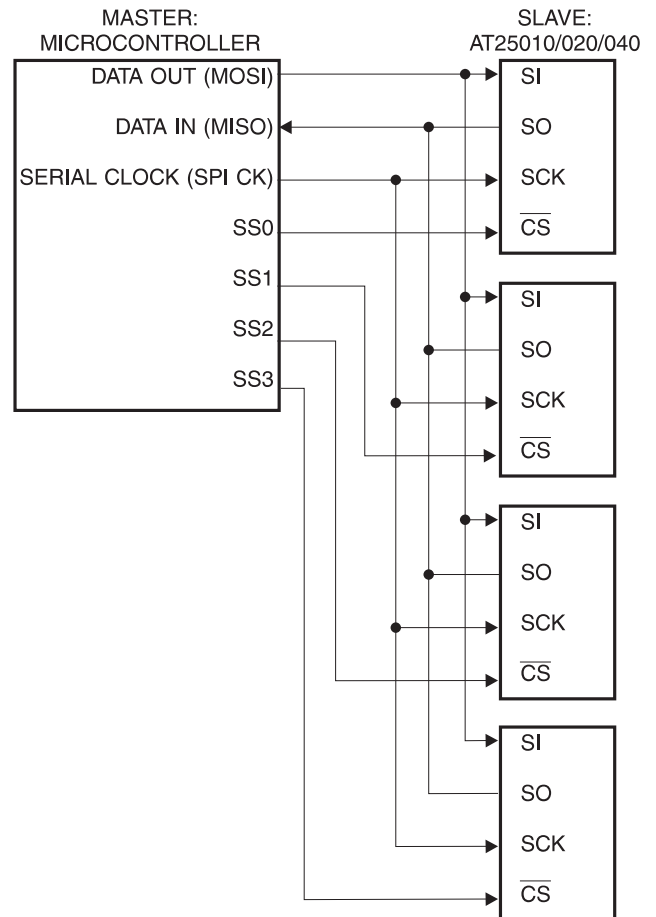 MASTER:
MICROCONTROLLER
DATA OUT (MOSI)
DATA IN (MISO)
SERIAL CLOCK (SPI CK)
SS0
SS1
SS2
SS3
SLAVE:
AT25010/020/040
SI
SO
SCK
CS
SI
SO
SCK
CS
SI
SO
SCK
CS
SI
SO
SCK
CS